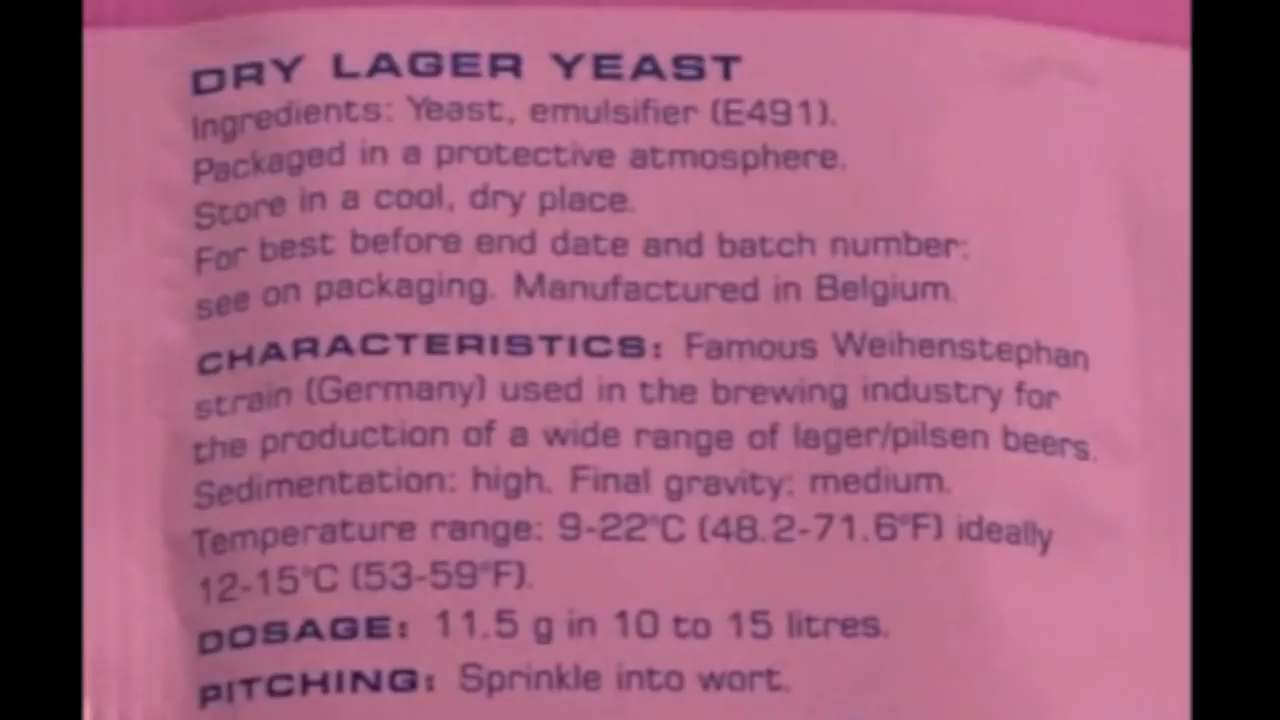 DRY LAGER YEAST
Ingredients: Yeast, emulsifier (E491).
Packaged in a protective atmosphere.
Store in a cool, dry place.
For best before end date and batch number:
see on packaging. Manufactured in Belgium.
CHARACTERISTICS: Famous Weihenstephan
strain (Germany) used in the brewing industry for
the production of a wide range of lager/pilsen beers.
Sedimentation: high. Final gravity: medium.
Temperature range: 9-22°C (48.2-71.6°F) ideally
12-15°C (53-59°F).
DOSAGE: 11.5 g in 10 to 15 litres.
PITCHING: Sprinkle into wort.